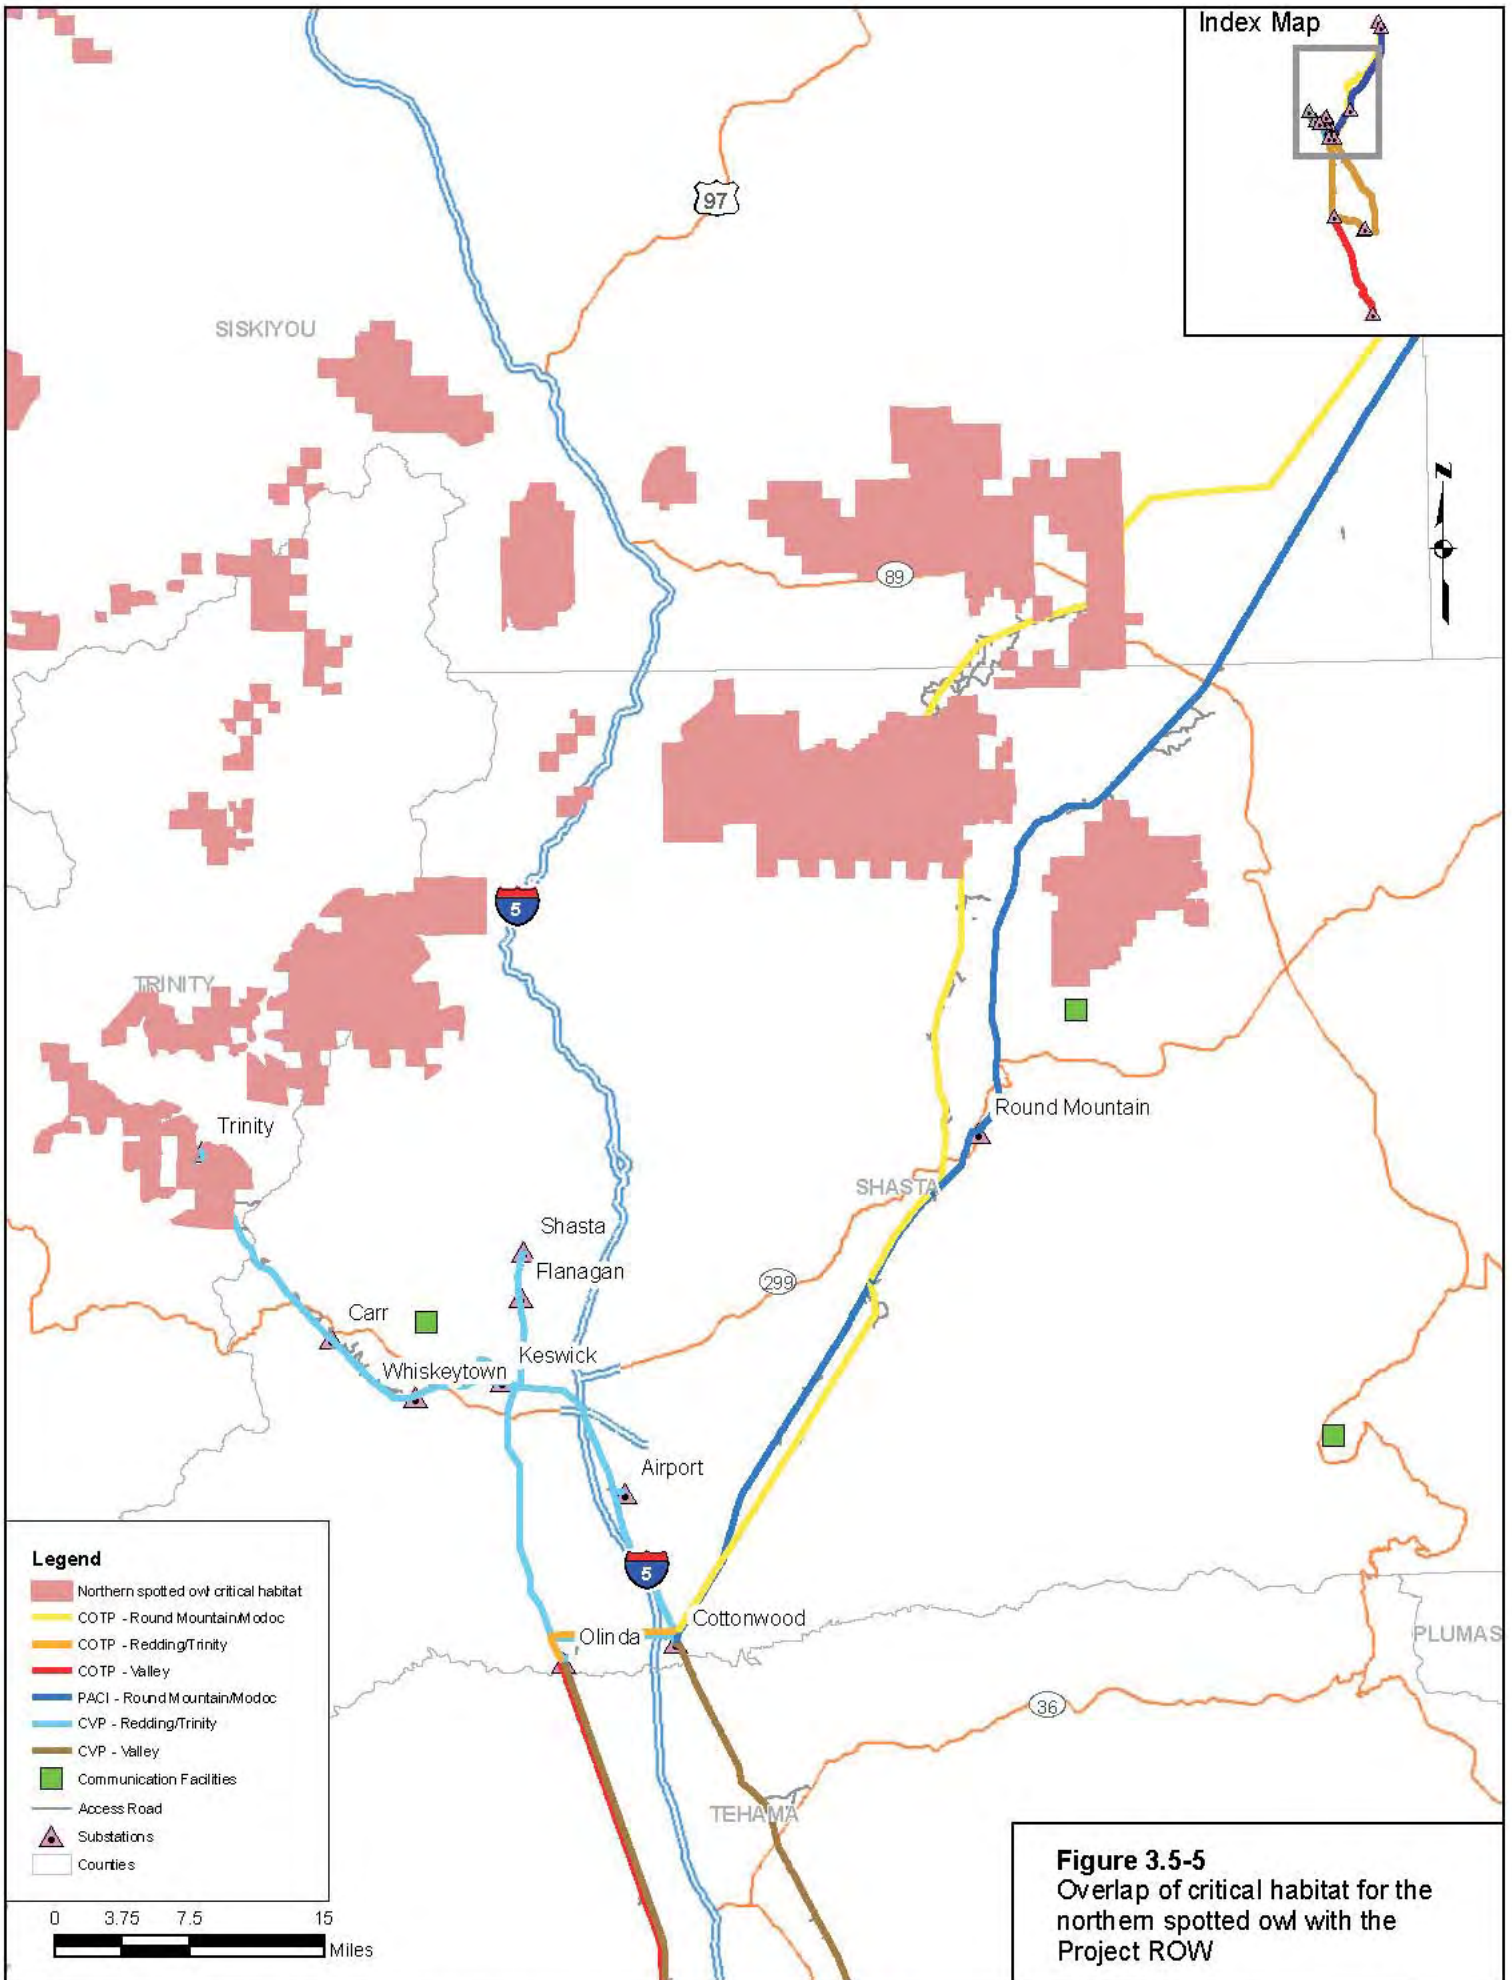 Index Map
97
SISKIYOU
Z
89
5
TRINITY
Trinity
Round Mountain
SHASTA
Shasta
Flanagan
299
Carr
Keswick
Whiskeytown
Airport
5
Cottonwood
Olinda
PLUMAS
36
TEHAMA
Legend
Northern spotted owl critical habitat
COTP - Round Mountain/Modoc
COTP - Redding/Trinity
COTP - Valley
PACI - Round Mountain/Modoc
CVP - Redding/Trinity
CVP - Valley
Communication Facilities
Access Road
Substations
Counties
0 3.75 7.5 15
Miles
Figure 3.5-5
Overlap of critical habitat for the
northern spotted owl with the
Project ROW